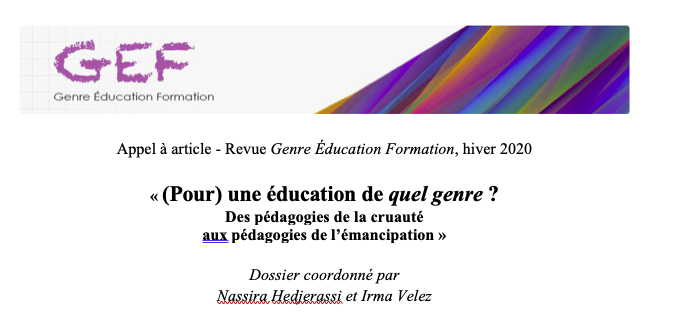 GEF
Genre Éducation Formation
Appel à article - Revue Genre Éducation Formation, hiver 2020
« (Pour) une éducation de quel genre ?
Des pédagogies de la cruauté
aux pédagogies de l’émancipation »
Dossier coordonné par
Nassira Hedjerassi et Irma Velez